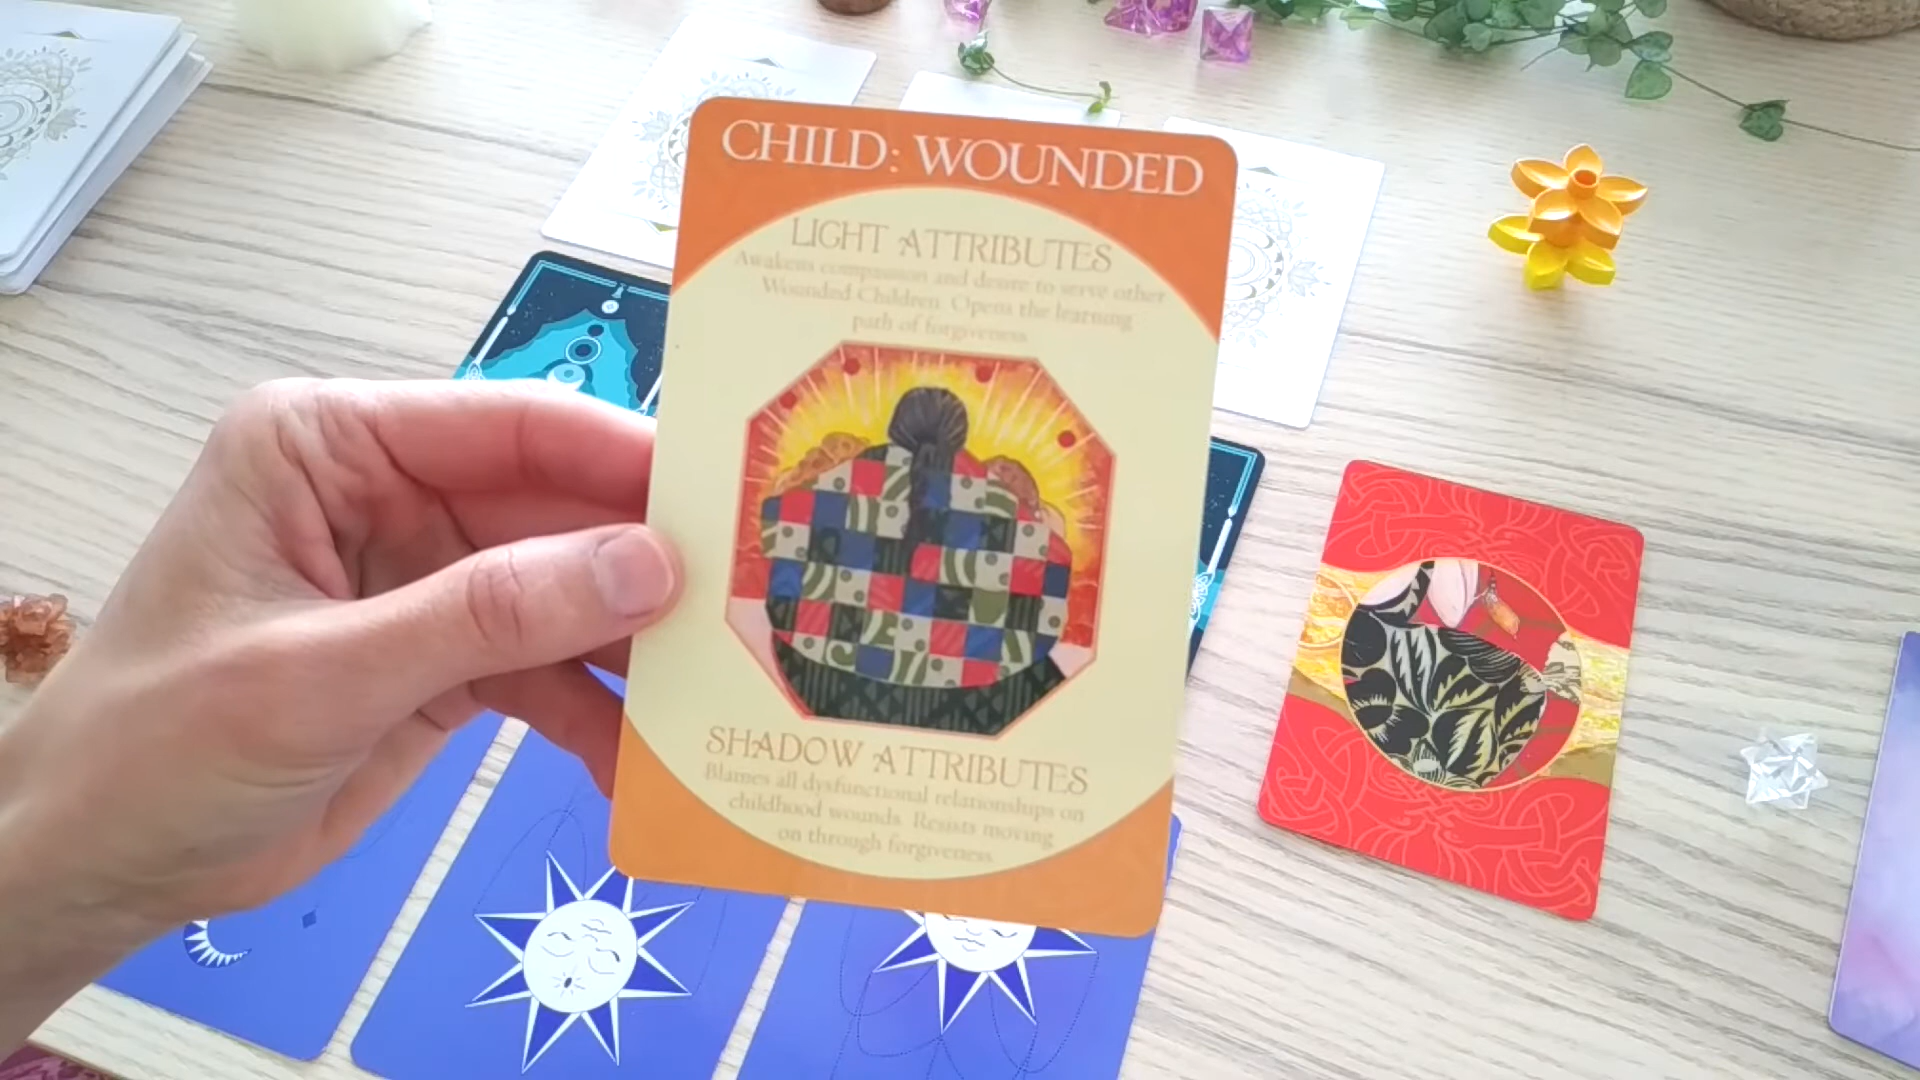 CHILD: WOUNDED
LIGHT ATTRIBUTES
Awakens compassion and desire to serve other
Wounded Children. Opens the learning
path of forgiveness.
SHADOW ATTRIBUTES
Blames all dysfunctional relationships on
childhood wounds. Resists moving
on through forgiveness.